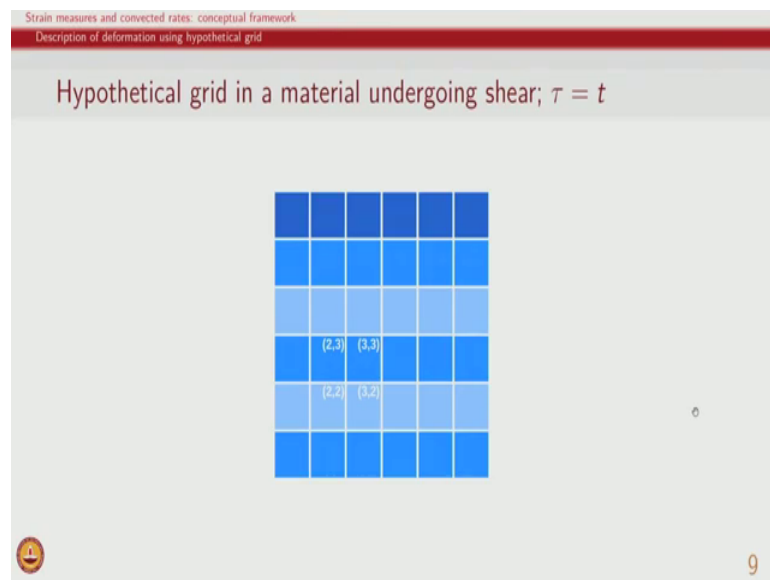 Strain measures and convected rates: conceptual framework
Description of deformation using hypothetical grid
Hypothetical grid in a material undergoing shear; τ = t
(2,3) (3,3)
(2,2) (3,2)
9